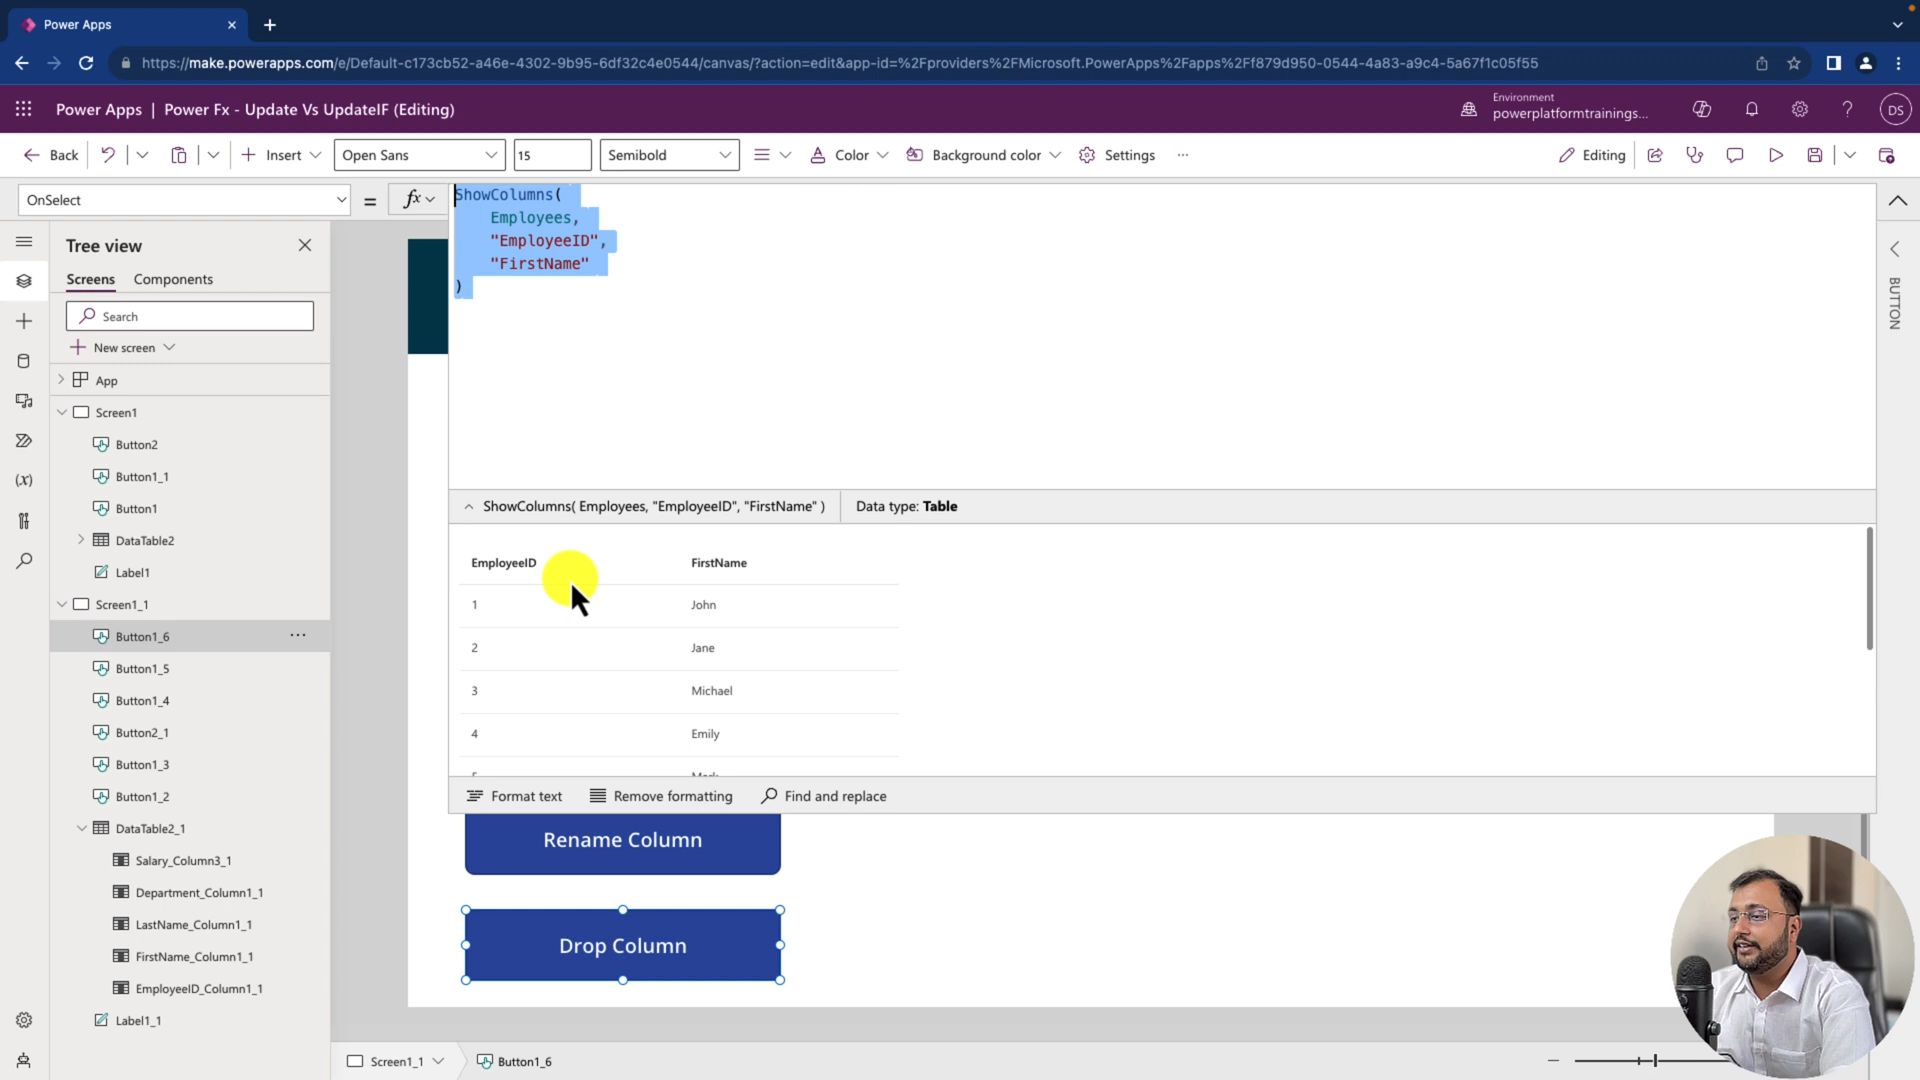 Power Apps
https://make.powerapps.com/e/Default-c173cb52-a46e-4302-9b95-6df32c4e0544/canvas/?action=edit&app-id=%2Fproviders%2FMicrosoft.PowerApps%2Fapps%2Ff879d950-0544-4a83-a9c4-5a67f1c05f55
Power Apps | Power Fx - Update Vs UpdateIF (Editing)
Environment
powerplatformtrainings...
DS
Back
Insert
Open Sans
15
Semibold
Color
Background color
Settings
Editing
OnSelect
=
fx
ShowColumns(
Employees,
"EmployeeID",
"FirstName"
)
Tree view
Screens
Components
Search
New screen
App
Screen1
Button2
Button1_1
Button1
DataTable2
Label1
Screen1_1
Button1_6
Button1_5
Button1_4
Button2_1
Button1_3
Button1_2
DataTable2_1
Salary_Column3_1
Department_Column1_1
LastName_Column1_1
FirstName_Column1_1
EmployeeID_Column1_1
Label1_1
BUTTON
ShowColumns( Employees, "EmployeeID", "FirstName" )
Data type: Table
EmployeeID FirstName
1 John
2 Jane
3 Michael
4 Emily
Format text
Remove formatting
Find and replace
Rename Column
Drop Column
Screen1_1
Button1_6